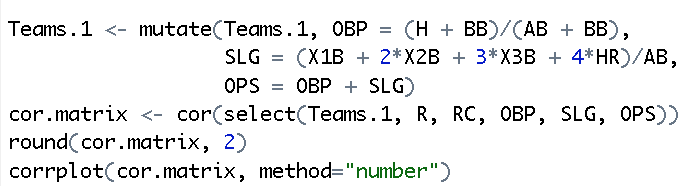 Teams.1 <- mutate(Teams.1, OBP = (H + BB)/(AB + BB),
                  SLG = (X1B + 2*X2B + 3*X3B + 4*HR)/AB,
                  OPS = OBP + SLG)
cor.matrix <- cor(select(Teams.1, R, RC, OBP, SLG, OPS))
round(cor.matrix, 2)
corrplot(cor.matrix, method="number")